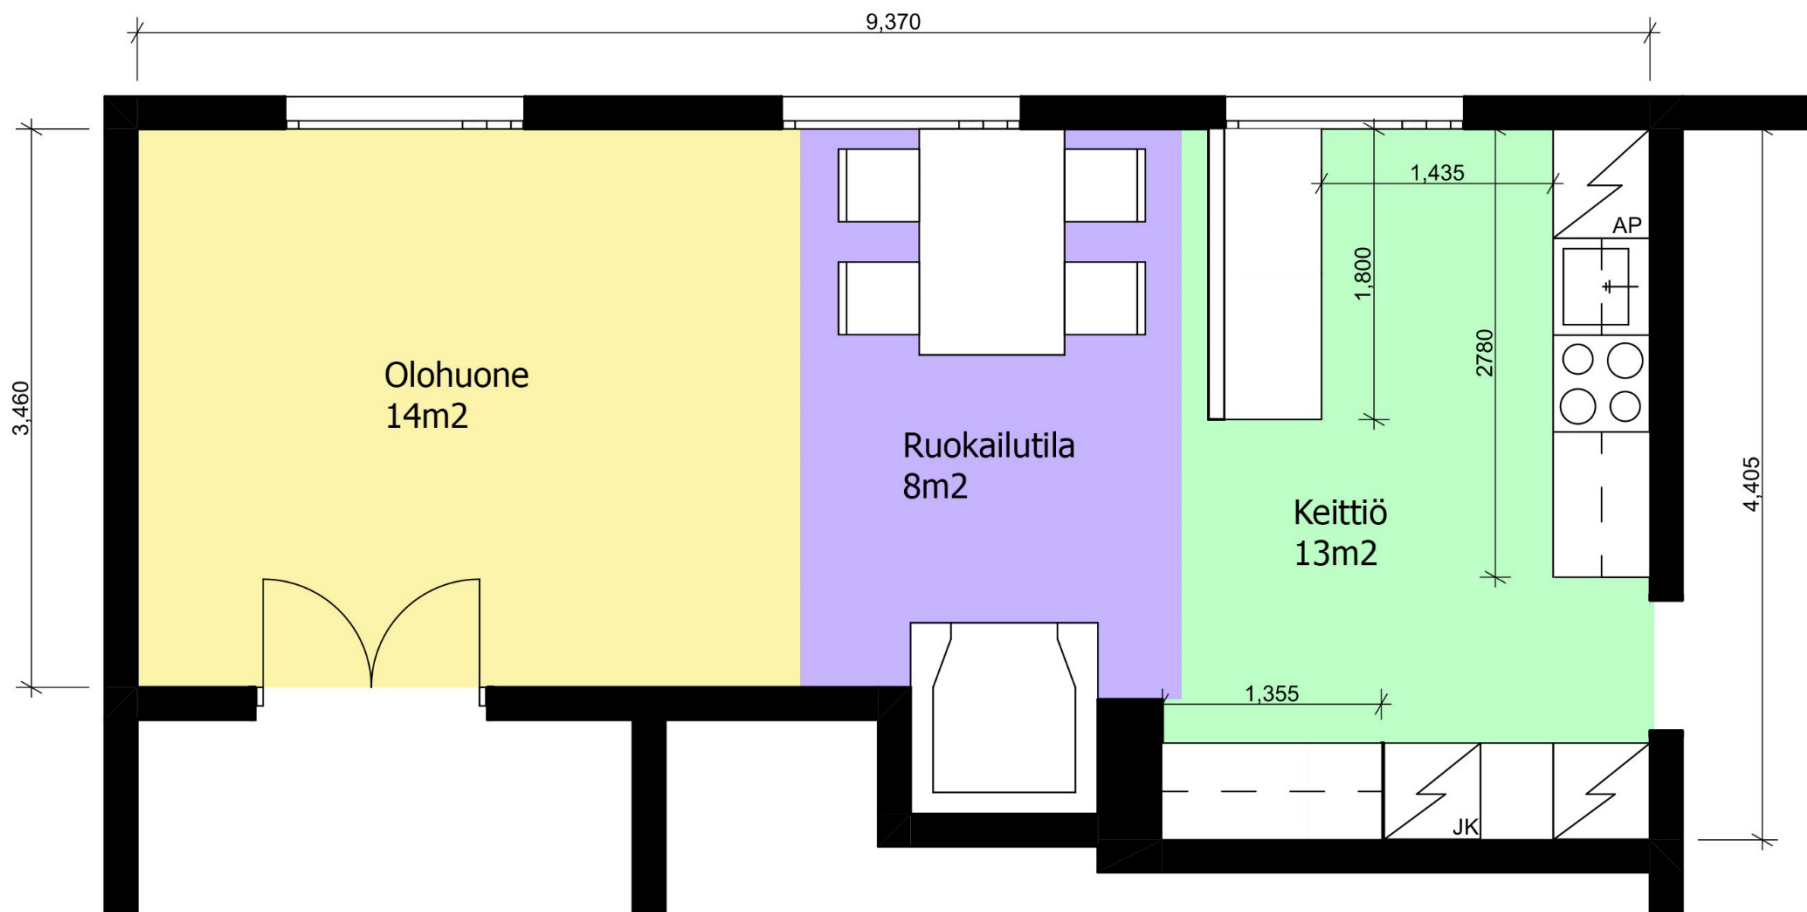 9,370
1,435
AP
1,800
2780
3,460
Olohuone
14m2
Ruokailutila
8m2
Keittiö
13m2
4,405
1,355
JK